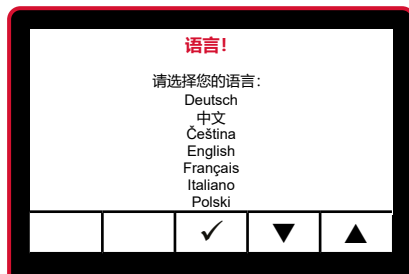 语言!
请选择您的语言:
Deutsch
中文
Čeština
English
Français
Italiano
Polski